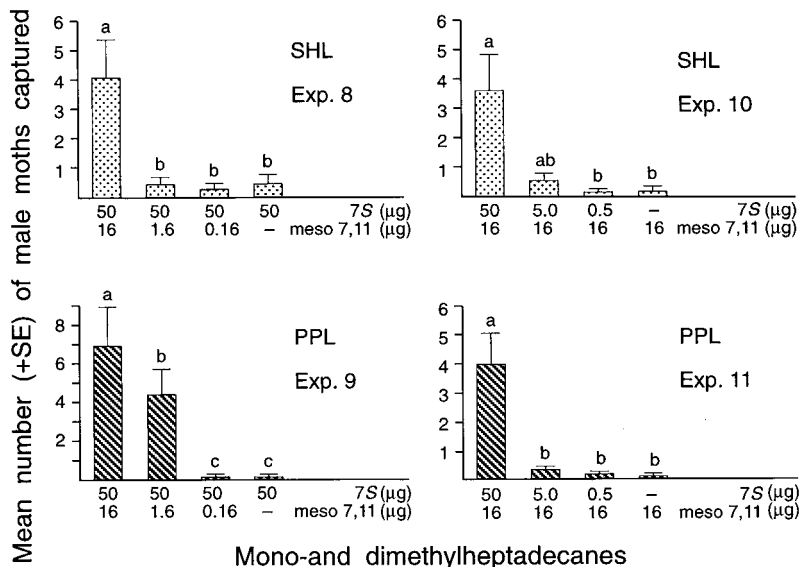 Mean number (+SE) of male moths captured
6
5
4
3
2
1
a
b
b
b
SHL
Exp. 8
50 50 50 50 7S (µg)
16 1.6 0.16 – meso 7,11 (µg)
6
5
4
3
2
1
a
ab
b
b
SHL
Exp. 10
50 5.0 0.5 – 7S (µg)
16 16 16 16 meso 7,11 (µg)
8
6
4
2
a
b
c
c
PPL
Exp. 9
50 50 50 50 7S (µg)
16 1.6 0.16 – meso 7,11 (µg)
6
5
4
3
2
1
a
b
b
b
PPL
Exp. 11
50 5.0 0.5 – 7S (µg)
16 16 16 16 meso 7,11 (µg)
Mono-and dimethylheptadecanes